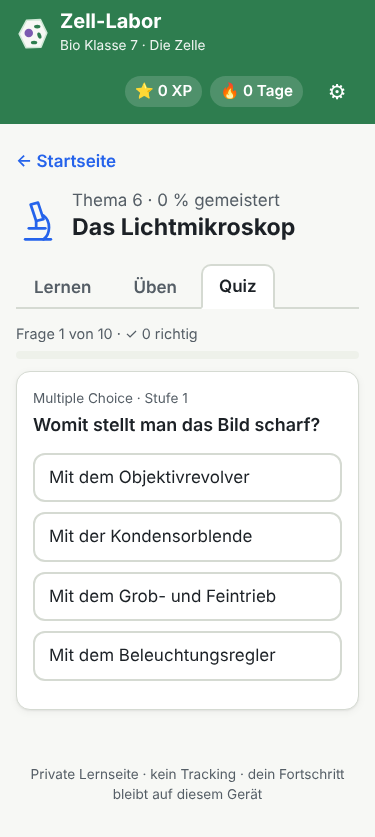 Zell-Labor
Bio Klasse 7 · Die Zelle
⭐ 0 XP
🔥 0 Tage
⚙
← Startseite
Thema 6 · 0 % gemeistert
Das Lichtmikroskop
Lernen
Üben
Quiz
Frage 1 von 10 · ✓ 0 richtig
Multiple Choice · Stufe 1
Womit stellt man das Bild scharf?
Mit dem Objektivrevolver
Mit der Kondensorblende
Mit dem Grob- und Feintrieb
Mit dem Beleuchtungsregler
Private Lernseite · kein Tracking · dein Fortschritt
bleibt auf diesem Gerät